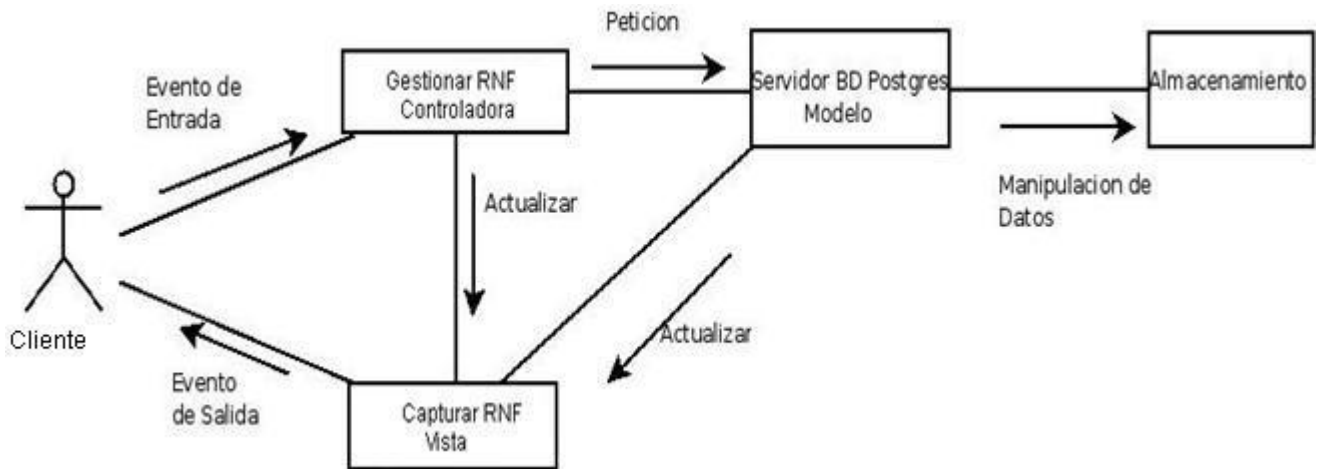 Peticion
Evento de
Entrada
Gestionar RNF
Controladora
Servidor BD Postgres
Modelo
Almacenamiento
Manipulacion de
Datos
Actualizar
Actualizar
Cliente
Evento
de Salida
Capturar RNF
Vista